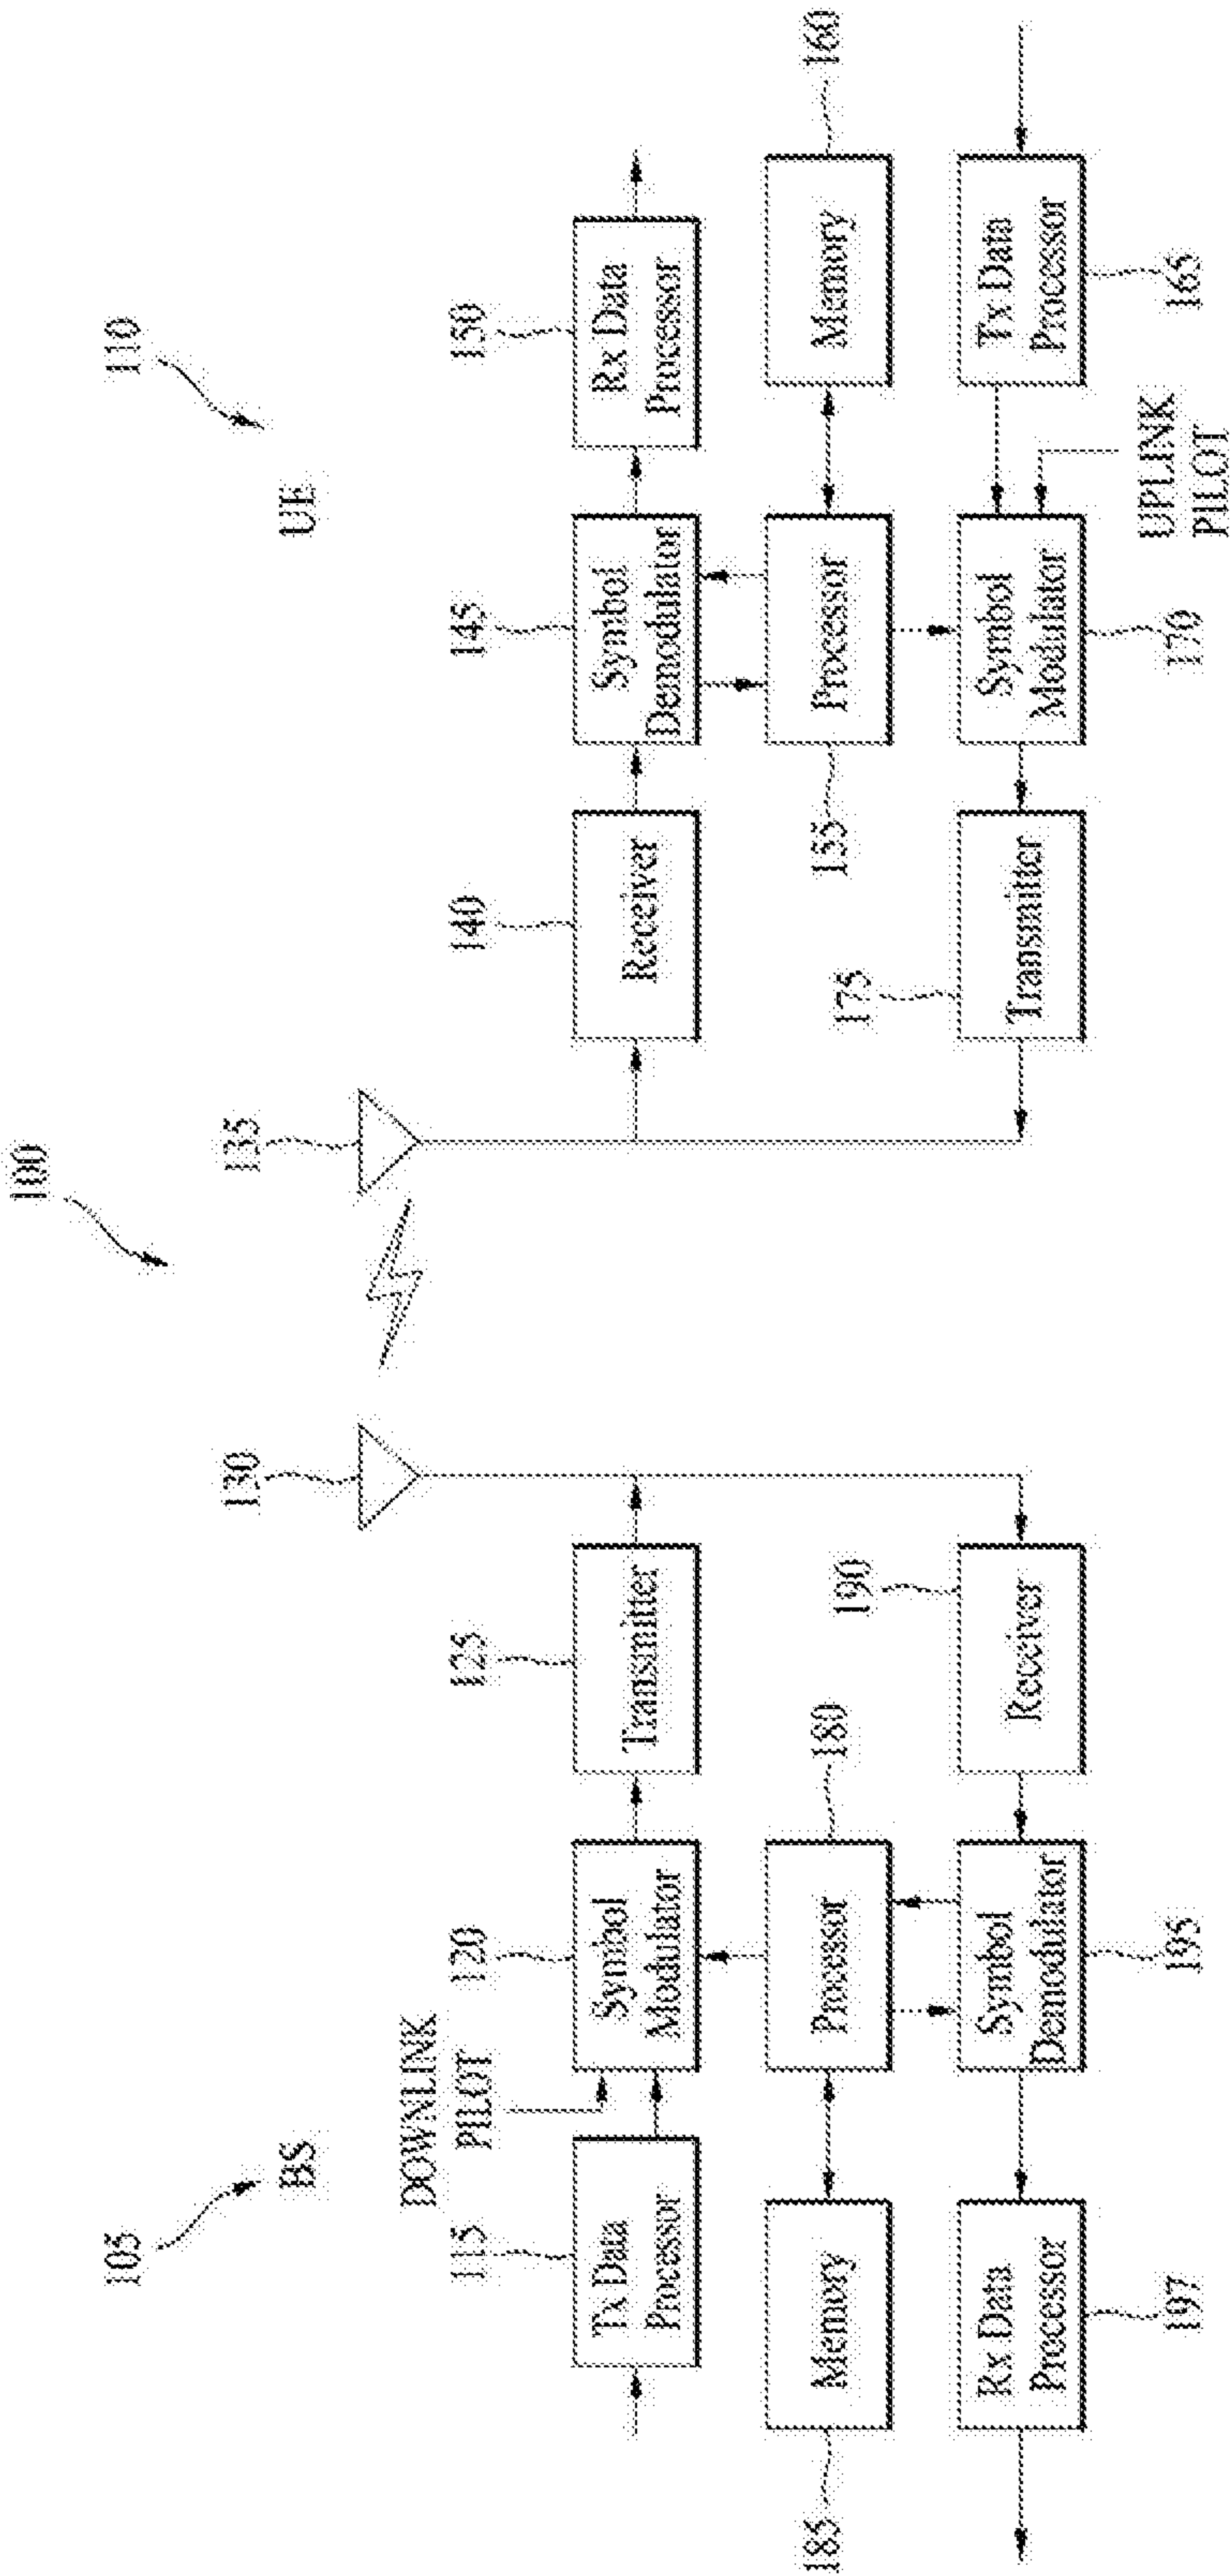 100
105
BS
110
UE
130
135
DOWNLINK
PILOT
115
120
125
140
145
150
Tx Data
Processor
Symbol
Modulator
Transmitter
Receiver
Symbol
Demodulator
Rx Data
Processor
185
Memory
Processor
180
155
Processor
Memory
160
190
175
Rx Data
Processor
Symbol
Demodulator
Receiver
Transmitter
Symbol
Modulator
Tx Data
Processor
197
195
170
165
UPLINK
PILOT